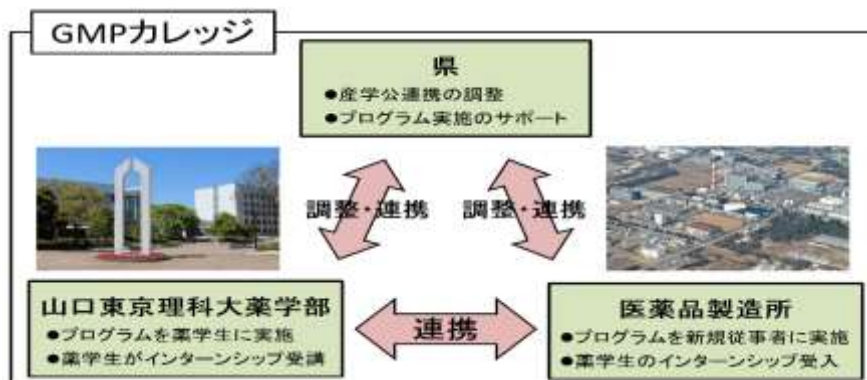 GMPカレッジ
県
●産学公連携の調整
●プログラム実施のサポート
調整・連携
調整・連携
山口東京理科大薬学部
●プログラムを薬学生に実施
●薬学生がインターンシップ受講
連携
医薬品製造所
●プログラムを新規従事者に実施
●薬学生のインターンシップ受入